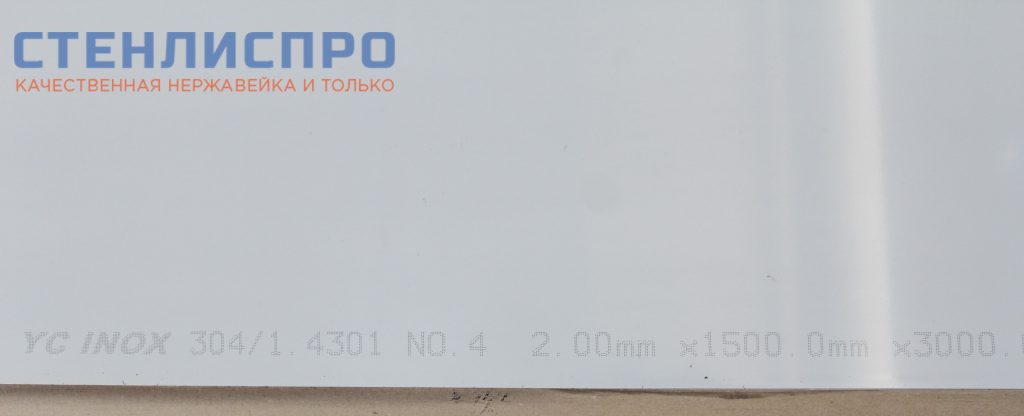 СТЕНЛИСПРО
КАЧЕСТВЕННАЯ НЕРЖАВЕЙКА И ТОЛЬКО
YC INOX 304/1.4301 NO.4 2.00mm x1500.0mm x3000.